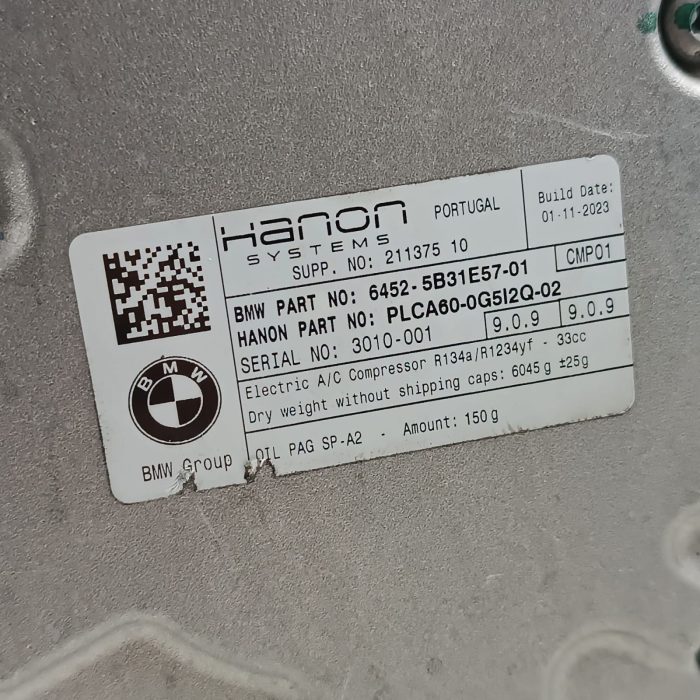 Hanon
SYSTEMS
PORTUGAL
Build Date:
01-11-2023
SUPP. NO: 211375 10
BMW PART NO: 6452-5B31E57-01
CMP01
HANON PART NO: PLCA60-0G5I2Q-02
SERIAL NO: 3010-001
9.0.9
9.0.9
Electric A/C Compressor R134a/R1234yf - 33cc
Dry weight without shipping caps: 6045g ±25g
OIL PAG SP-A2 - Amount: 150g
BMW
BMW Group